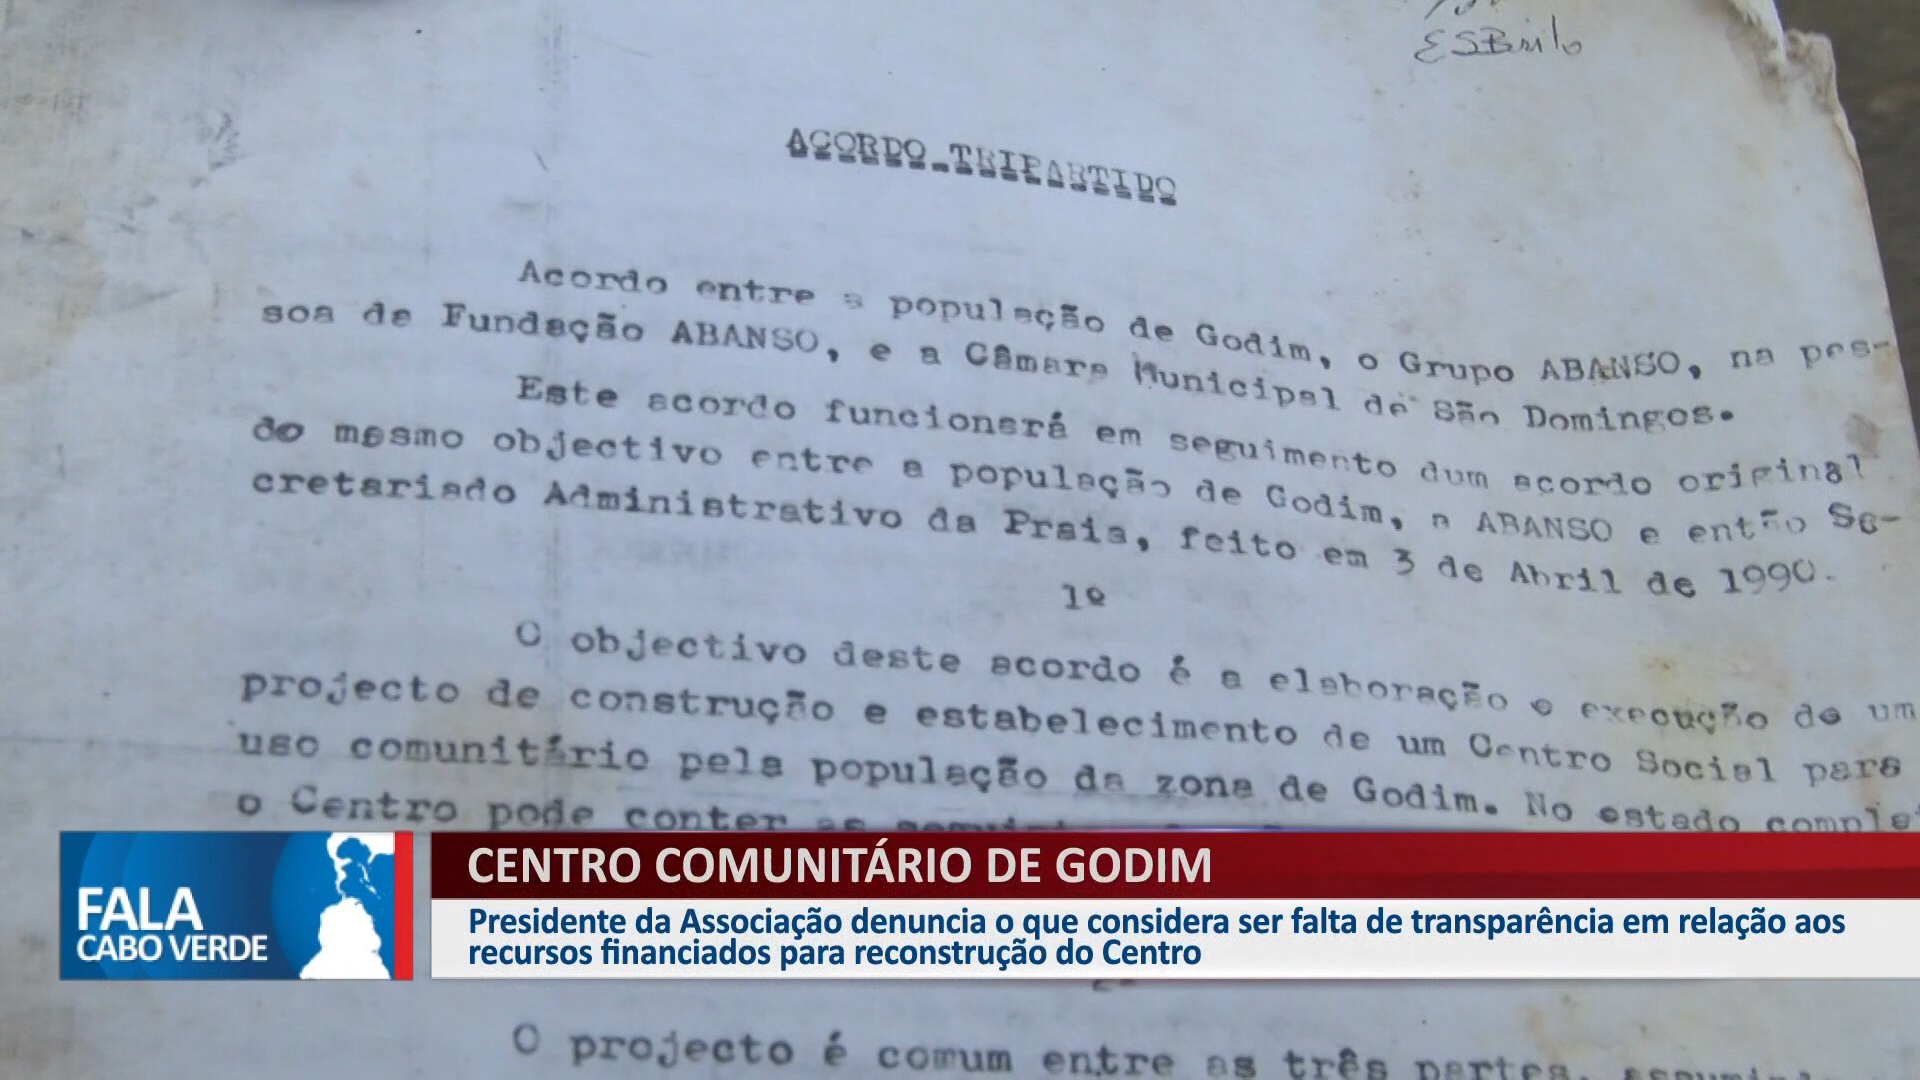 ESBrito
ACORDO TRIPARTIDO
Acordo entre a população de Godim, o Grupo ABANSO, na pes-
soa da Fundação ABANSO, e a Câmara Municipal de São Domingos.
Este acordo funcionará em seguimento dum acordo original
do mesmo objectivo entre a população de Godim, a ABANSO e então Se-
cretariado Administrativo da Praia, feito em 3 de Abril de 1990.
1º
O objectivo deste acordo é a elaboração e execução de um
projecto de construção e estabelecimento de um Centro Social para
uso comunitário pela população da zona de Godim. No estado comple
o Centro pode conter as
CENTRO COMUNITÁRIO DE GODIM
FALA
CABO VERDE
Presidente da Associação denuncia o que considera ser falta de transparência em relação aos
recursos financiados para reconstrução do Centro
O projecto é comum entre as três partes,